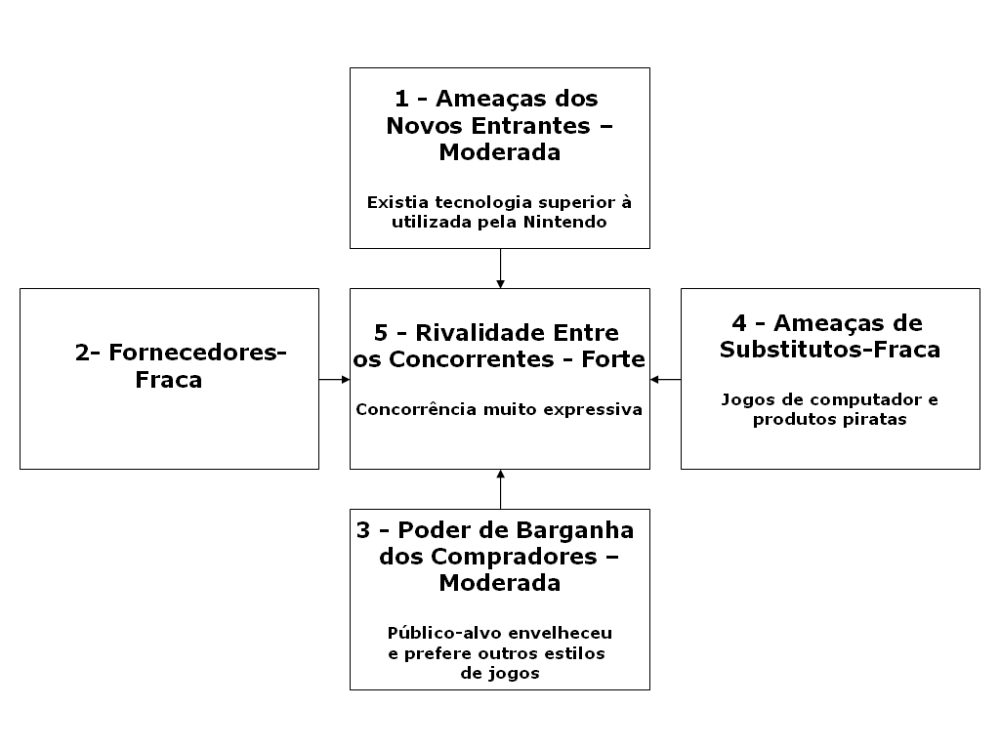 1 - Ameaças dos
Novos Entrantes –
Moderada
Existia tecnologia superior à
utilizada pela Nintendo
2- Fornecedores-
Fraca
5 - Rivalidade Entre
os Concorrentes - Forte
Concorrência muito expressiva
4 - Ameaças de
Substitutos-Fraca
Jogos de computador e
produtos piratas
3 - Poder de Barganha
dos Compradores –
Moderada
Público-alvo envelheceu
e prefere outros estilos
de jogos